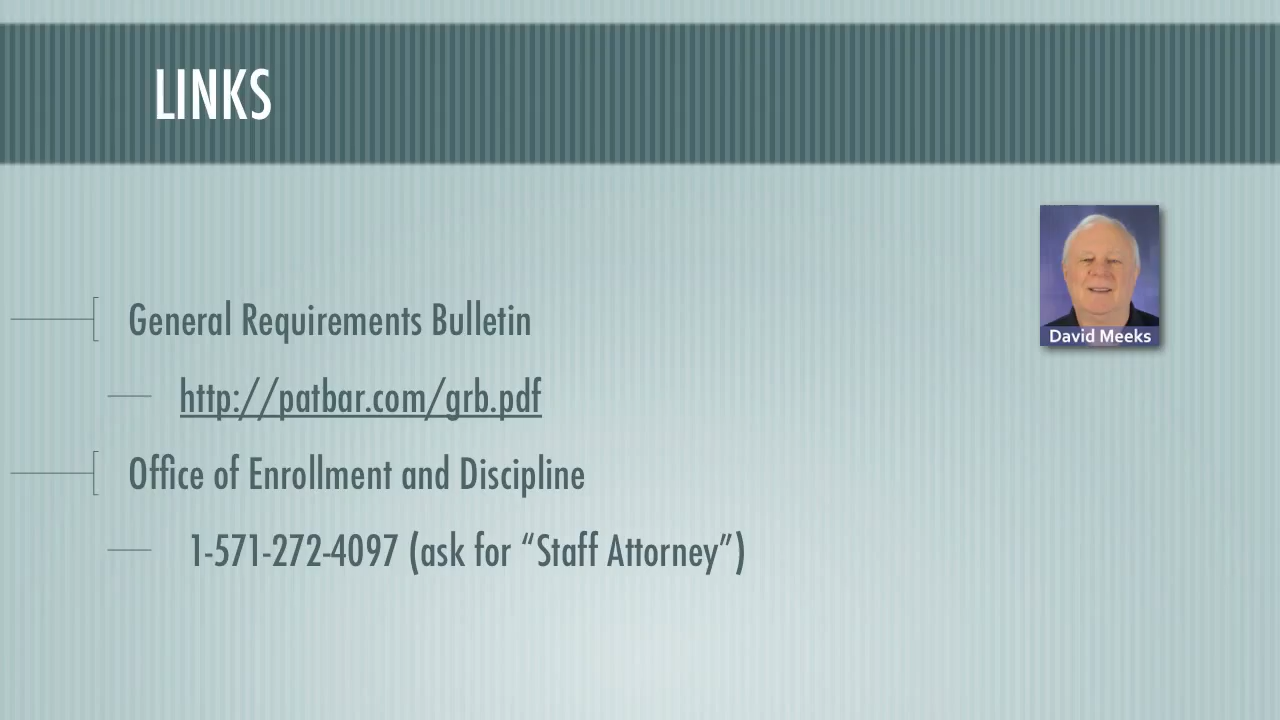 LINKS
David Meeks
General Requirements Bulletin
http://patbar.com/grb.pdf
Office of Enrollment and Discipline
1-571-272-4097 (ask for “Staff Attorney”)